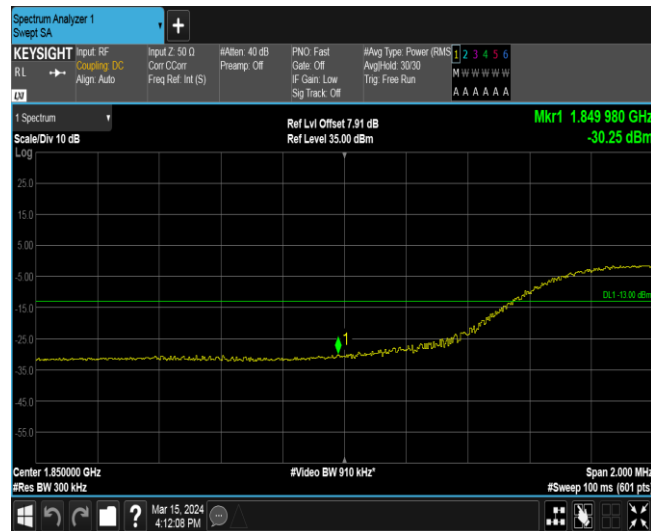 Spectrum Analyzer 1
Swept SA
+
KEYSIGHT
RL
LXI
Input: RF
Coupling: DC
Align: Auto
Input Z: 50 Ω
Corr CCorr
Freq Ref: Int (S)
#Atten: 40 dB
Preamp: Off
PNO: Fast
Gate: Off
IF Gain: Low
Sig Track: Off
#Avg Type: Power (RMS
Avg|Hold: 30/30
Trig: Free Run
1 2 3 4 5 6
M W W W W W
A A A A A A
1 Spectrum
Scale/Div 10 dB
Log
Ref Lvl Offset 7.91 dB
Ref Level 35.00 dBm
Mkr1 1.849 980 GHz
-30.25 dBm
25.0
15.0
5.00
-5.00
DL1 -13.00 dBm
-15.0
-25.0
1
-35.0
-45.0
-55.0
Center 1.850000 GHz
#Video BW 910 kHz*
Span 2.000 MHz
#Res BW 300 kHz
#Sweep 100 ms (601 pts)
?
Mar 15, 2024
4:12:08 PM